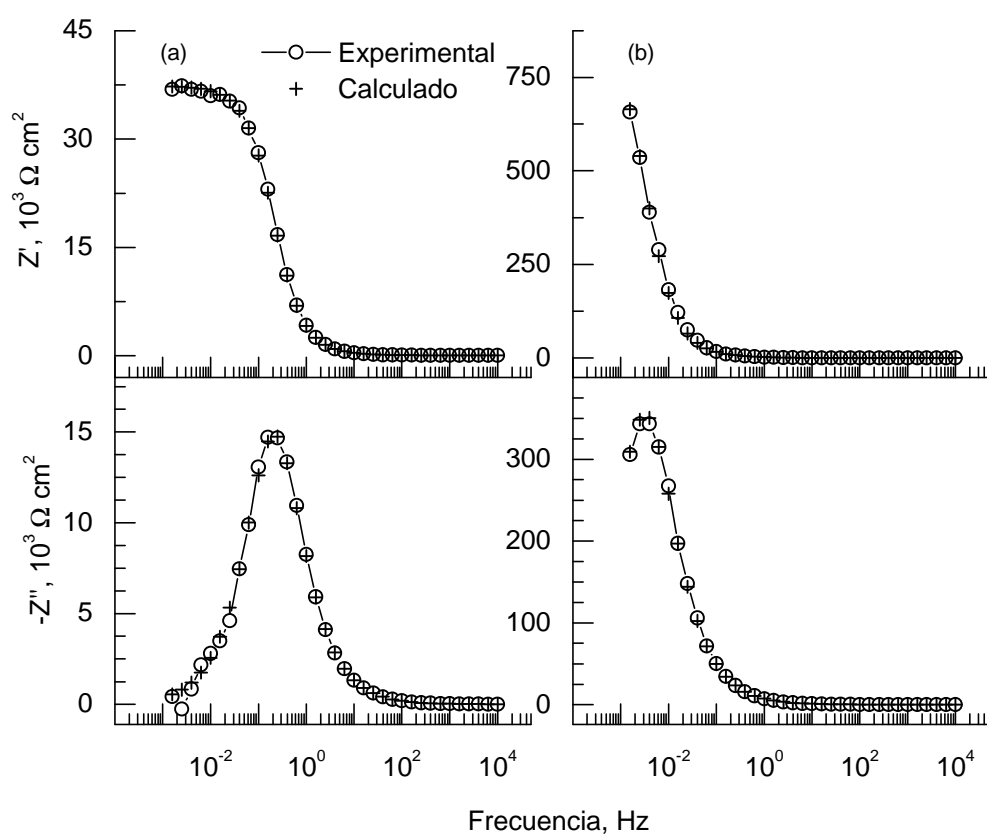 (a)
Experimental
Calculado
(b)
45
30
15
0
Z', 10³ Ω cm²
750
500
250
0
15
10
5
0
-Z'', 10³ Ω cm²
300
200
100
0
10⁻² 10⁰ 10² 10⁴
10⁻² 10⁰ 10² 10⁴
Frecuencia, Hz